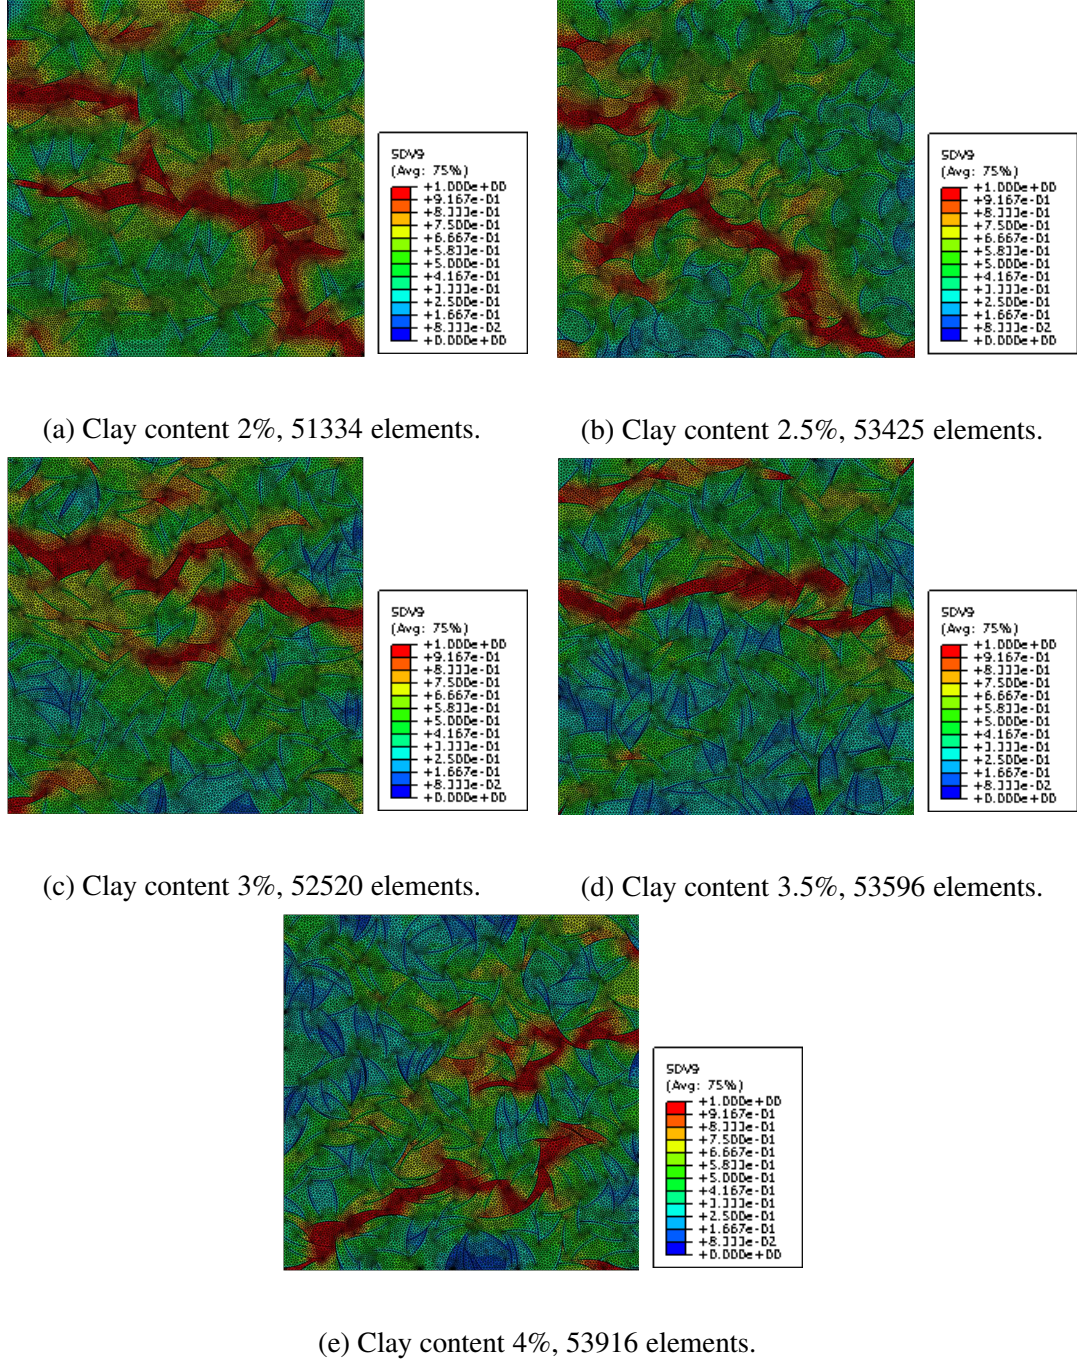 SDV9
(Avg: 75%)
+1.000e+00
+9.167e-01
+8.333e-01
+7.500e-01
+6.667e-01
+5.833e-01
+5.000e-01
+4.167e-01
+3.333e-01
+2.500e-01
+1.667e-01
+8.333e-02
+0.000e+00
(a) Clay content 2%, 51334 elements.
SDV9
(Avg: 75%)
+1.000e+00
+9.167e-01
+8.333e-01
+7.500e-01
+6.667e-01
+5.833e-01
+5.000e-01
+4.167e-01
+3.333e-01
+2.500e-01
+1.667e-01
+8.333e-02
+0.000e+00
(b) Clay content 2.5%, 53425 elements.
SDV9
(Avg: 75%)
+1.000e+00
+9.167e-01
+8.333e-01
+7.500e-01
+6.667e-01
+5.833e-01
+5.000e-01
+4.167e-01
+3.333e-01
+2.500e-01
+1.667e-01
+8.333e-02
+0.000e+00
(c) Clay content 3%, 52520 elements.
SDV9
(Avg: 75%)
+1.000e+00
+9.167e-01
+8.333e-01
+7.500e-01
+6.667e-01
+5.833e-01
+5.000e-01
+4.167e-01
+3.333e-01
+2.500e-01
+1.667e-01
+8.333e-02
+0.000e+00
(d) Clay content 3.5%, 53596 elements.
SDV9
(Avg: 75%)
+1.000e+00
+9.167e-01
+8.333e-01
+7.500e-01
+6.667e-01
+5.833e-01
+5.000e-01
+4.167e-01
+3.333e-01
+2.500e-01
+1.667e-01
+8.333e-02
+0.000e+00
(e) Clay content 4%, 53916 elements.